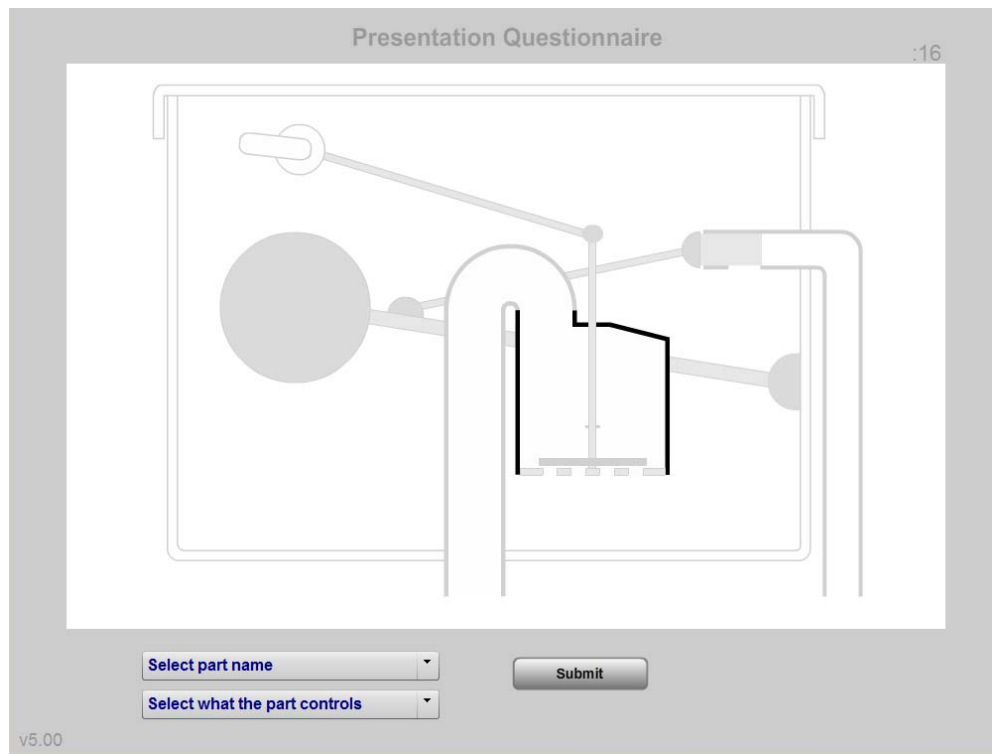 Presentation Questionnaire
:16
Select part name
Submit
Select what the part controls
v5.00